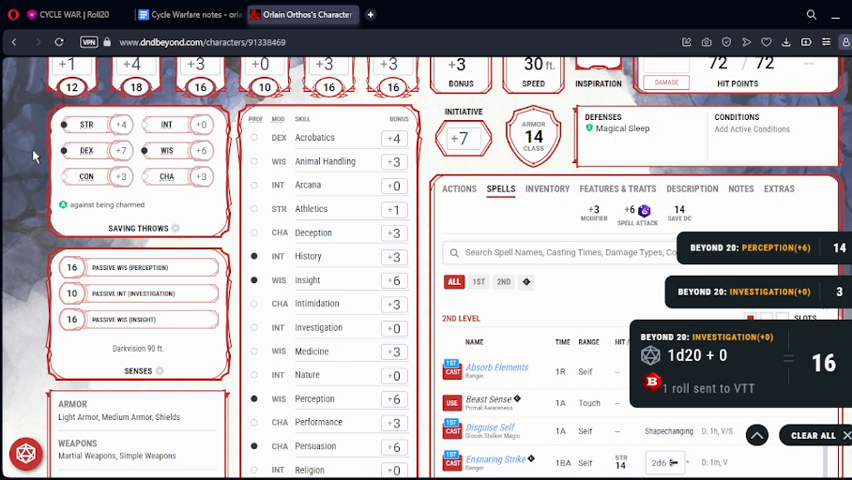 CYCLE WAR | Roll20
Cycle Warfare notes - orla
Orlain Orthos's Character
VPN
www.dndbeyond.com/characters/91338469
+1
+4
+3
+0
+3
+3
12
18
16
10
16
16
+3
BONUS
30 ft.
SPEED
INSPIRATION
DAMAGE
72 / 72
HIT POINTS
STR +4
INT +0
DEX +7
WIS +6
CON +3
CHA +3
against being charmed
SAVING THROWS
16 PASSIVE WIS (PERCEPTION)
10 PASSIVE INT (INVESTIGATION)
16 PASSIVE WIS (INSIGHT)
Darkvision 90 ft.
SENSES
ARMOR
Light Armor, Medium Armor, Shields
WEAPONS
Martial Weapons, Simple Weapons
PROF MOD SKILL BONUS
DEX Acrobatics +4
WIS Animal Handling +3
INT Arcana +0
STR Athletics +1
CHA Deception +3
INT History +3
WIS Insight +6
CHA Intimidation +3
INT Investigation +0
WIS Medicine +3
INT Nature +0
WIS Perception +6
CHA Performance +3
CHA Persuasion +6
INT Religion +0
INITIATIVE
+7
ARMOR
14
CLASS
DEFENSES
Magical Sleep
CONDITIONS
Add Active Conditions
ACTIONS SPELLS INVENTORY FEATURES & TRAITS DESCRIPTION NOTES EXTRAS
+3
MODIFIER
+6
SPELL ATTACK
14
SAVE DC
Search Spell Names, Casting Times, Damage Types, Co
ALL 1ST 2ND
2ND LEVEL
SLOTS
NAME TIME RANGE HIT /
1ST CAST Absorb Elements 1R Self --
Ranger
USE Beast Sense 1A Touch --
Primal Awareness
1ST CAST Disguise Self 1A Self Shapechanging D: 1h, V/S
Gloom Stalker Magic
1ST CAST Ensnaring Strike 1BA Self STR 14 2d6 D: 1m, V
Ranger
BEYOND 20: PERCEPTION(+6) 14
BEYOND 20: INVESTIGATION(+0) 3
BEYOND 20: INVESTIGATION(+0)
1d20 + 0 = 16
1 roll sent to VTT
CLEAR ALL X